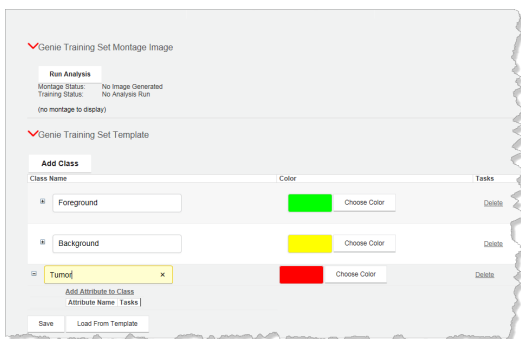 Genie Training Set Montage Image
Run Analysis
Montage Status: No Image Generated
Training Status: No Analysis Run
(no montage to display)
Genie Training Set Template
Add Class
Class Name Color Tasks
Foreground Choose Color Delete
Background Choose Color Delete
Tumor × Choose Color Delete
Add Attribute to Class
Attribute Name Tasks
Save Load From Template